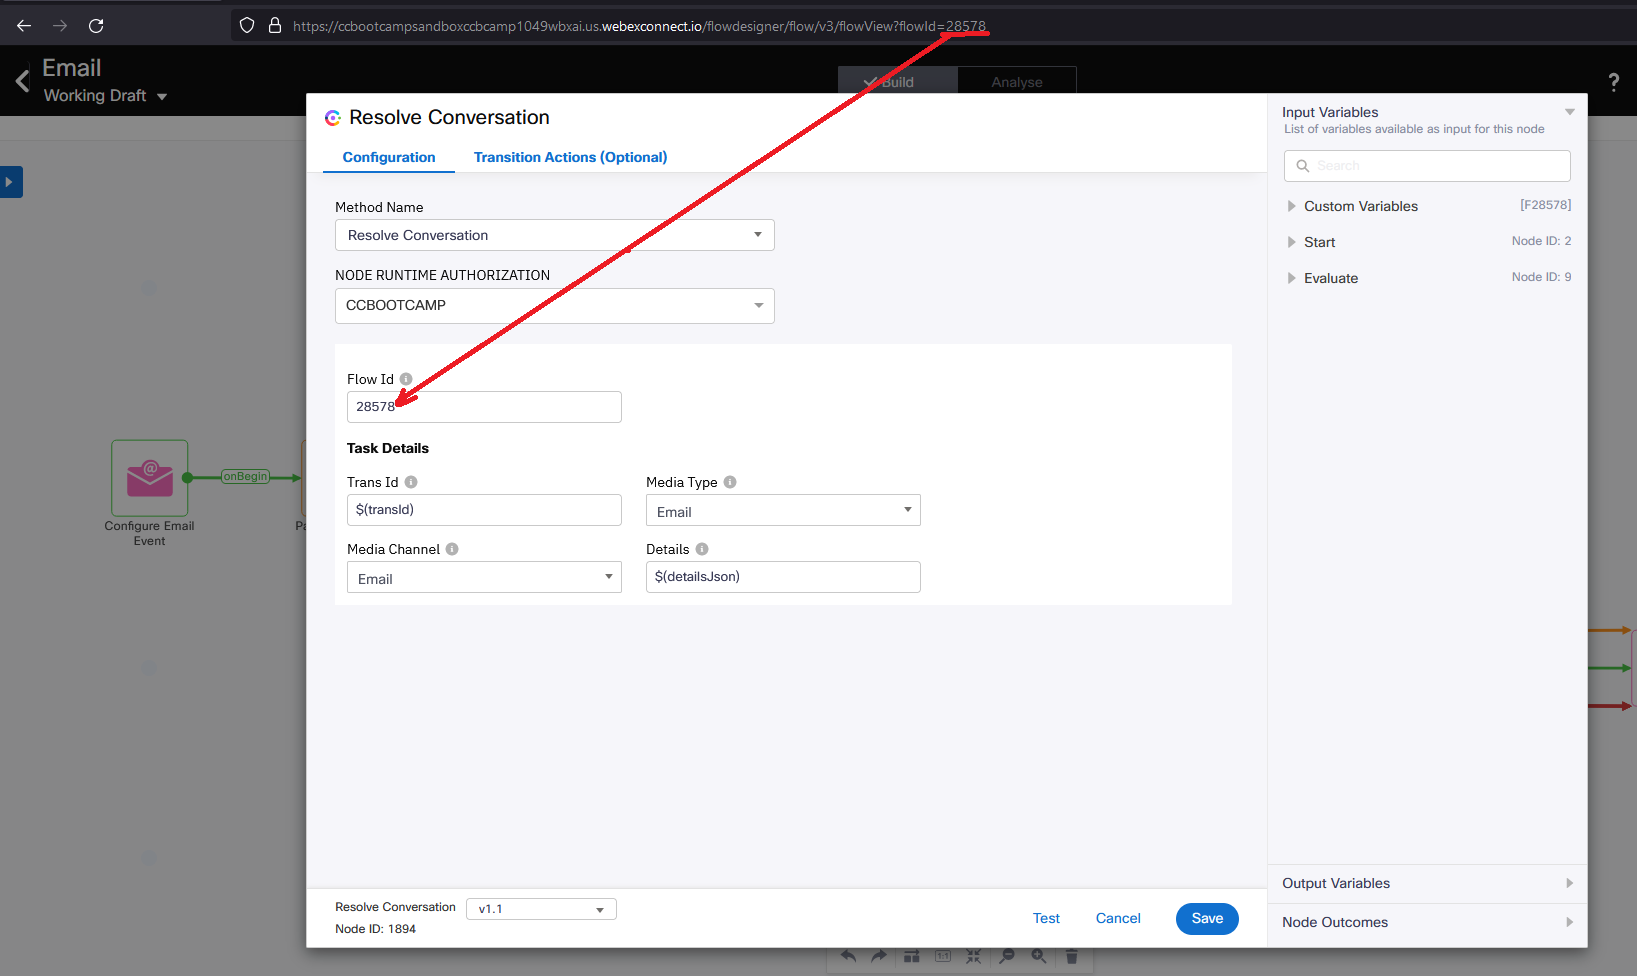 https://ccbootcampsandboxccbcamp1049wbxai.us.webexconnect.io/flowdesigner/flow/v3/flowView?flowId=28578
Email
Working Draft
Build
Analyse
?
Resolve Conversation
Configuration
Transition Actions (Optional)
Method Name
Resolve Conversation
NODE RUNTIME AUTHORIZATION
CCBOOTCAMP
Flow Id
28578
Task Details
Trans Id
Media Type
$(transId)
Email
Media Channel
Details
Email
$(detailsJson)
Input Variables
List of variables available as input for this node
Search
Custom Variables [F28578]
Start Node ID: 2
Evaluate Node ID: 9
onBegin
Configure Email
Event
Pa
Output Variables
Node Outcomes
Resolve Conversation v1.1
Node ID: 1894
Test
Cancel
Save
1:1